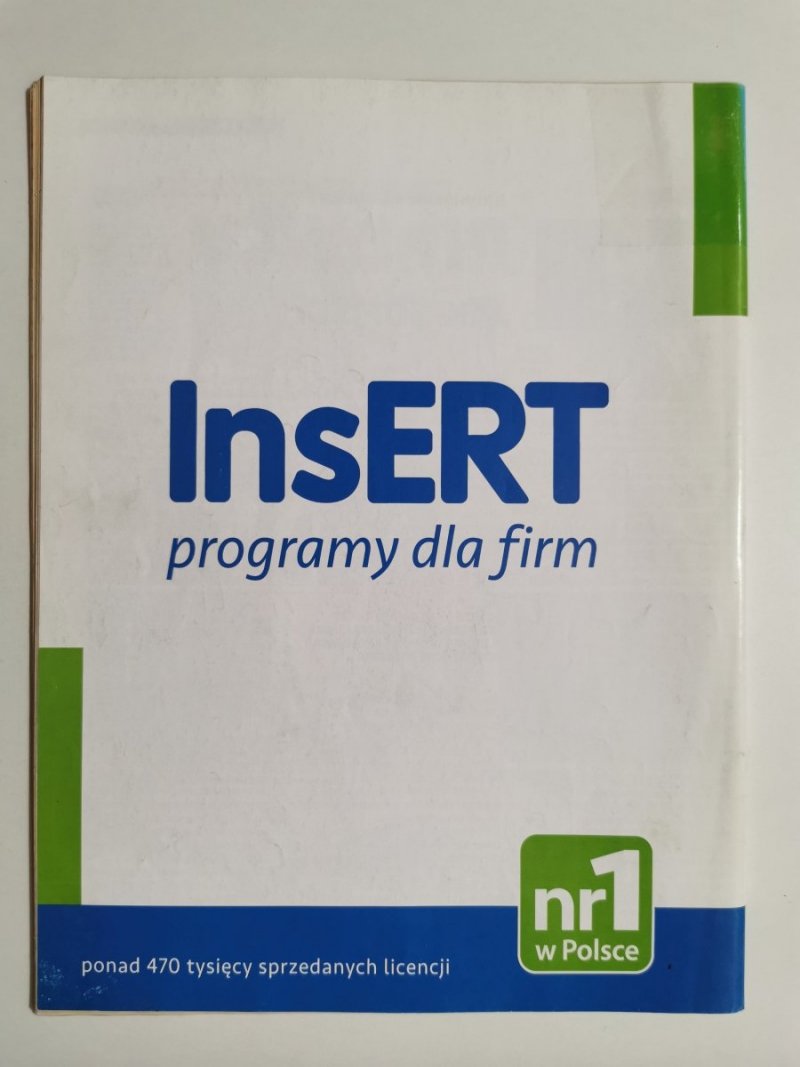 InsERT
programy dla firm
nr1
w Polsce
ponad 470 tysięcy sprzedanych licencji